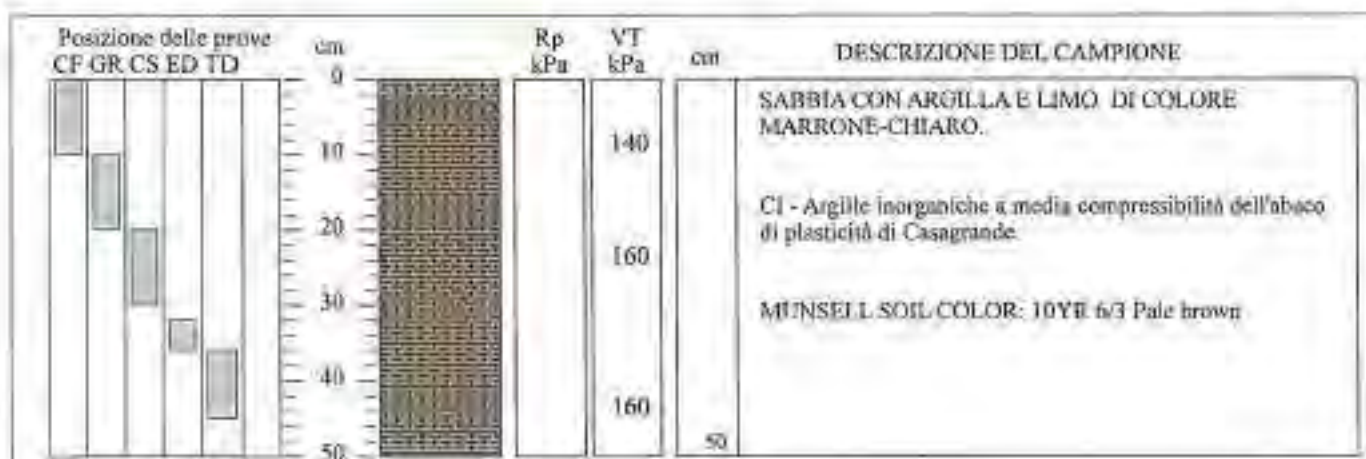 Posizione delle prove
CF GR CS ED TD
cm
0
10
20
30
40
50
Rp
kPa
VT
kPa
140
160
160
cm
50
DESCRIZIONE DEL CAMPIONE
SABBIA CON ARGILLA E LIMO DI COLORE
MARRONE-CHIARO.
CI - Argille inorganiche a media compressibilità dell'abaco
di plasticità di Casagrande
MUNSELL SOIL COLOR: 10YR 6/3 Pale brown